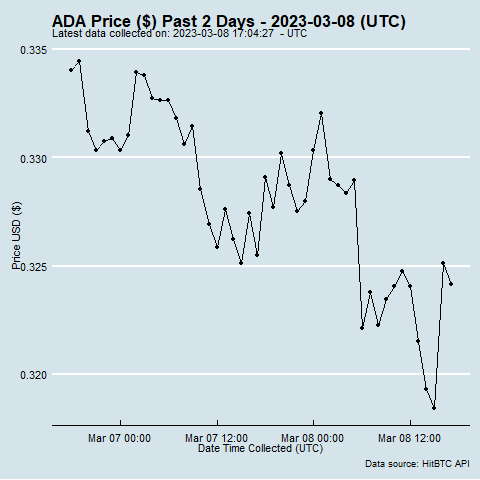 ADA Price ($) Past 2 Days - 2023-03-08 (UTC)
Latest data collected on: 2023-03-08 17:04:27  - UTC
0.335
0.330
0.325
0.320
Price USD ($)
Mar 07 00:00 Mar 07 12:00 Mar 08 00:00 Mar 08 12:00
Date Time Collected (UTC)
Data source: HitBTC API